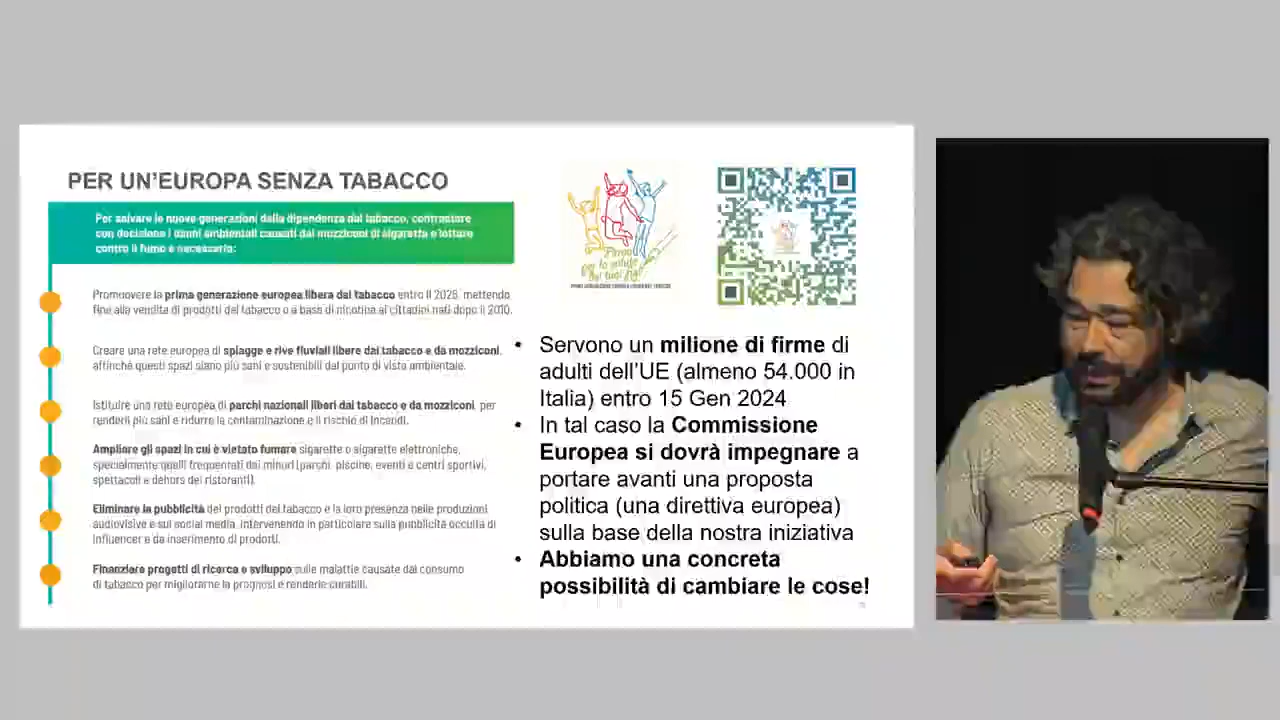 PER UN'EUROPA SENZA TABACCO
Per salvare le nuove generazioni dalla dipendenza dal tabacco, contrastare
con decisione i danni ambientali causati dai mozziconi di sigaretta e lottare
contro il fumo è necessario:
Promuovere la prima generazione europea libera dal tabacco entro il 2028, mettendo
fine alla vendita di prodotti del tabacco o a base di nicotina ai cittadini nati dopo il 2010.
Creare una rete europea di spiagge e rive fluviali libere dal tabacco e da mozziconi,
affinché questi spazi siano più sani e sostenibili dal punto di vista ambientale.
Istituire una rete europea di parchi nazionali liberi dal tabacco e da mozziconi, per
renderli più sani e ridurre la contaminazione e il rischio di incendi.
Ampliare gli spazi in cui è vietato fumare sigarette o sigarette elettroniche,
specialmente quelli frequentati dai minori (parchi, piscine, eventi e centri sportivi,
spettacoli e dehors dei ristoranti).
Eliminare la pubblicità dei prodotti del tabacco e la loro presenza nelle produzioni
audiovisive e sui social media, intervenendo in particolare sulla pubblicità occulta di
influencer e da inserimento di prodotti.
Finanziare progetti di ricerca e sviluppo sulle malattie causate dal consumo
di tabacco per migliorarne la prognosi e renderle curabili.
Firma
per la salute
dei tuoi figli
• Servono un milione di firme di
adulti dell'UE (almeno 54.000 in
Italia) entro 15 Gen 2024
• In tal caso la Commissione
Europea si dovrà impegnare a
portare avanti una proposta
politica (una direttiva europea)
sulla base della nostra iniziativa
• Abbiamo una concreta
possibilità di cambiare le cose!